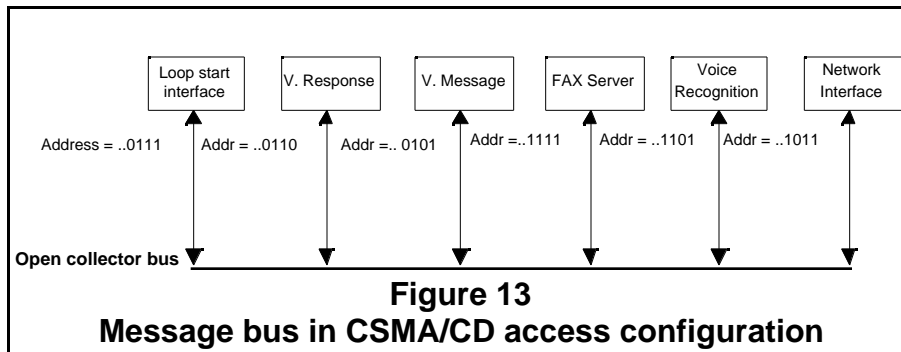 Loop start
interface
V. Response
V. Message
FAX Server
Voice
Recognition
Network
Interface
Address = ..0111
Addr = ..0110
Addr =.. 0101
Addr =..1111
Addr =..1101
Addr = ..1011
Open collector bus
Figure 13
Message bus in CSMA/CD access configuration